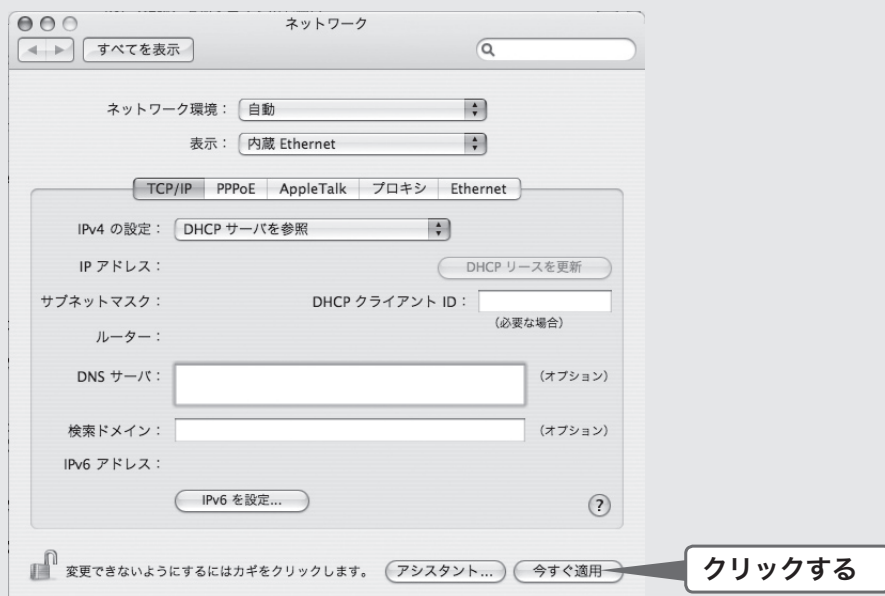 ネットワーク
すべてを表示
ネットワーク環境： 自動
表示： 内蔵 Ethernet
TCP/IP PPPoE AppleTalk プロキシ Ethernet
IPv4 の設定： DHCP サーバを参照
IP アドレス： DHCP リースを更新
サブネットマスク： DHCP クライアント ID：
（必要な場合）
ルーター：
DNS サーバ： （オプション）
検索ドメイン： （オプション）
IPv6 アドレス：
IPv6 を設定...
?
変更できないようにするにはカギをクリックします。 アシスタント... 今すぐ適用
クリックする